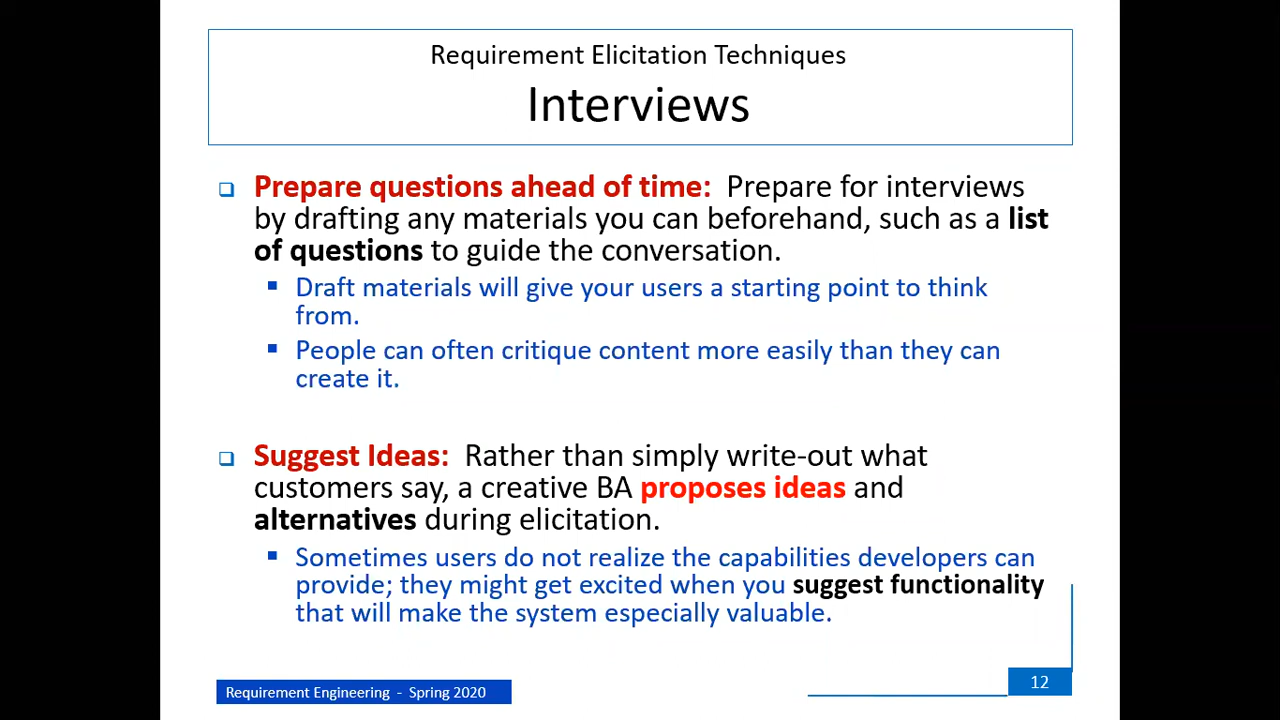 Requirement Elicitation Techniques
Interviews
Prepare questions ahead of time: Prepare for interviews
by drafting any materials you can beforehand, such as a list
of questions to guide the conversation.
Draft materials will give your users a starting point to think
from.
People can often critique content more easily than they can
create it.
Suggest Ideas: Rather than simply write-out what
customers say, a creative BA proposes ideas and
alternatives during elicitation.
Sometimes users do not realize the capabilities developers can
provide; they might get excited when you suggest functionality
that will make the system especially valuable.
Requirement Engineering - Spring 2020
12